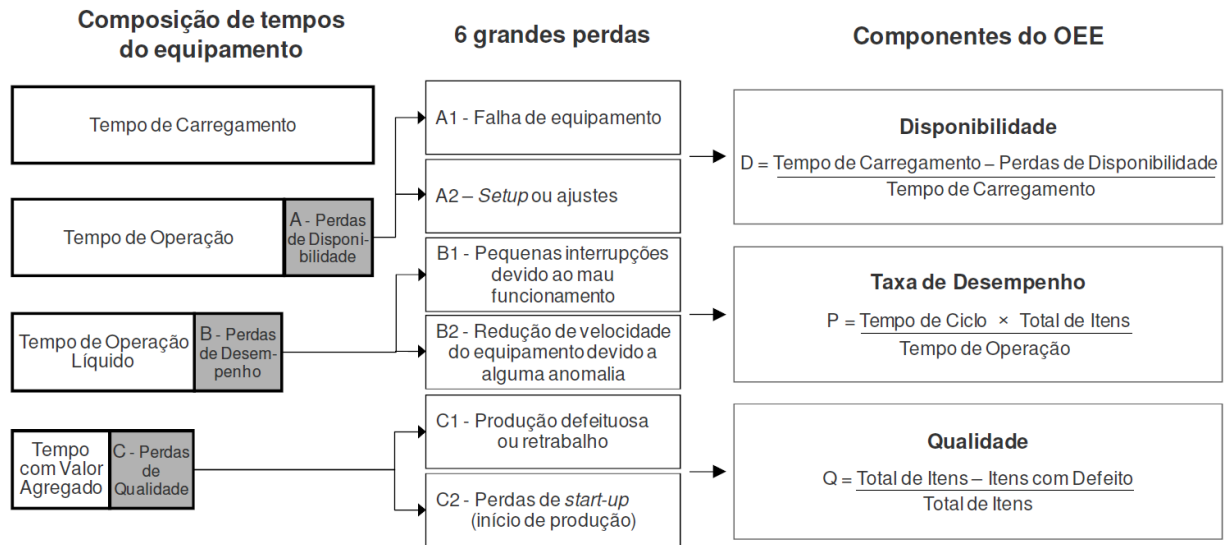 Composição de tempos
do equipamento
6 grandes perdas
Componentes do OEE
Tempo de Carregamento
Tempo de Operação
A - Perdas
de Disponi-
bilidade
Tempo de Operação
Líquido
B - Perdas
de Desem-
penho
Tempo
com Valor
Agregado
C - Perdas
de
Qualidade
A1 - Falha de equipamento
A2 – Setup ou ajustes
B1 - Pequenas interrupções
devido ao mau
funcionamento
B2 - Redução de velocidade
do equipamento devido a
alguma anomalia
C1 - Produção defeituosa
ou retrabalho
C2 - Perdas de start-up
(início de produção)
Disponibilidade
D = Tempo de Carregamento – Perdas de Disponibilidade
Tempo de Carregamento
Taxa de Desempenho
P = Tempo de Ciclo × Total de Itens
Tempo de Operação
Qualidade
Q = Total de Itens – Itens com Defeito
Total de Itens